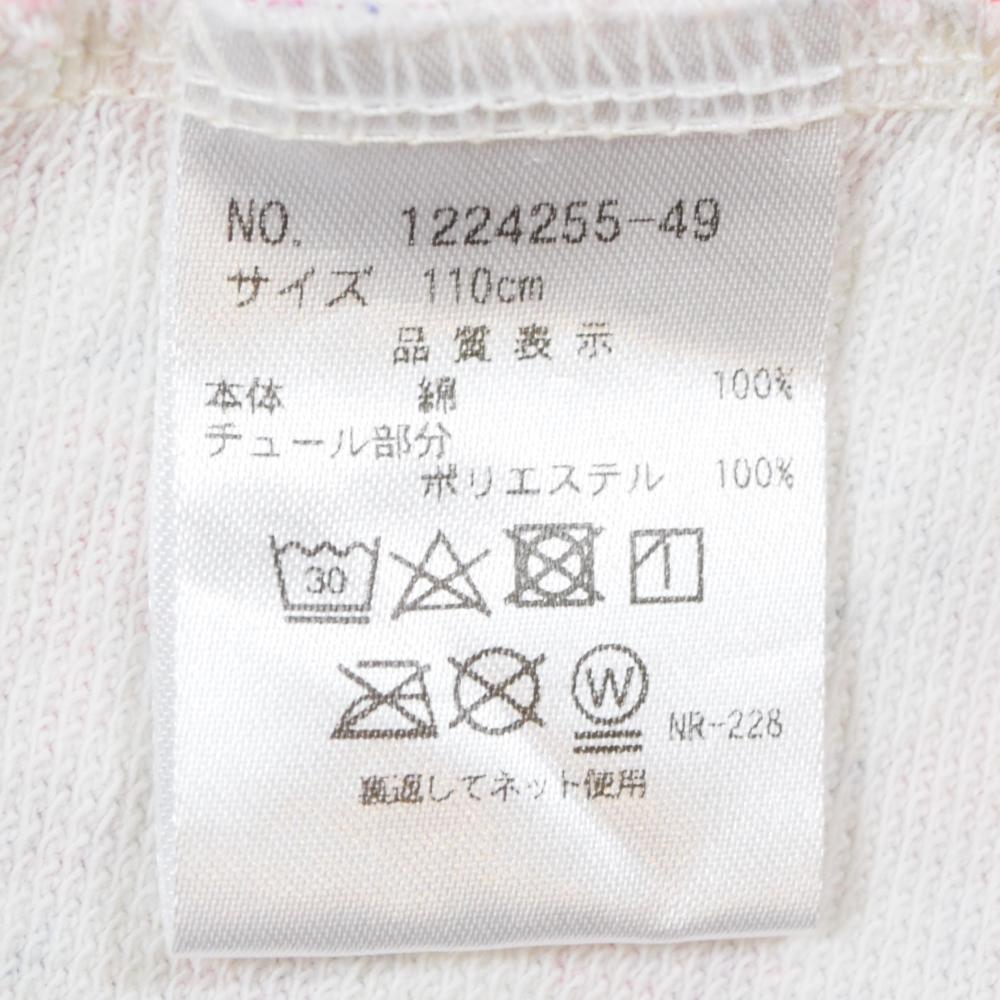 NO. 1224255-49
サイズ 110cm
品質表示
本体 綿 100%
チュール部分
ポリエステル 100%
30
W
NR-228
裏返してネット使用